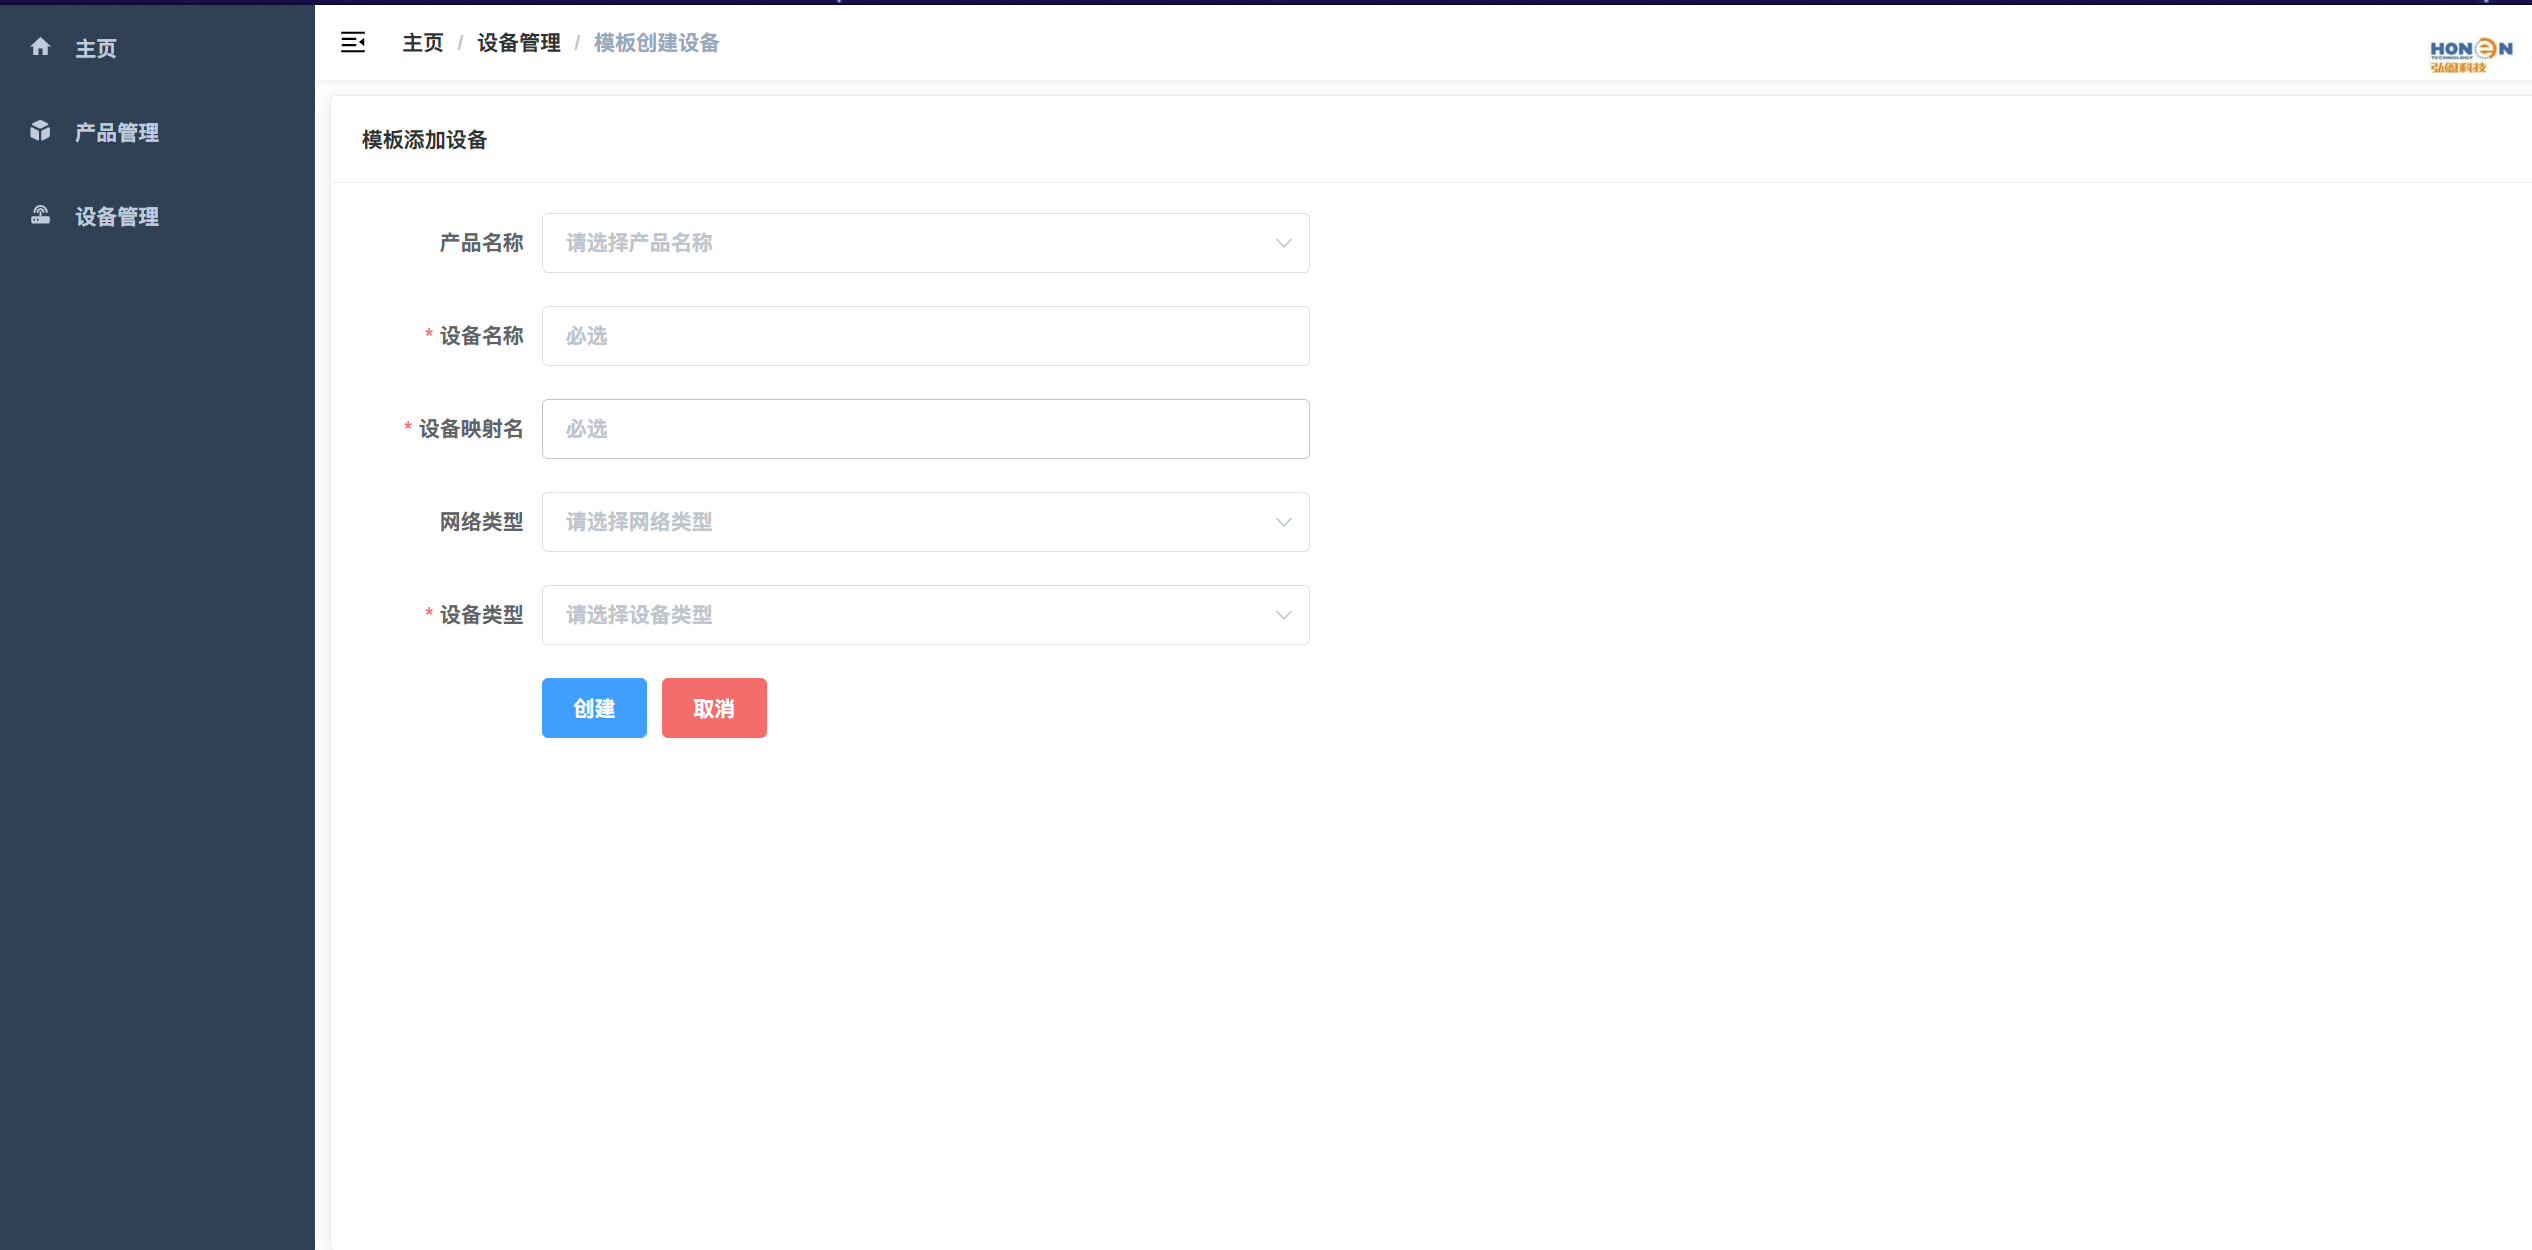 主页
产品管理
设备管理
主页 / 设备管理 / 模板创建设备
HONEN
TECHNOLOGY
弘恩科技
模板添加设备
产品名称 请选择产品名称
* 设备名称 必选
* 设备映射名 必选
网络类型 请选择网络类型
* 设备类型 请选择设备类型
创建 取消